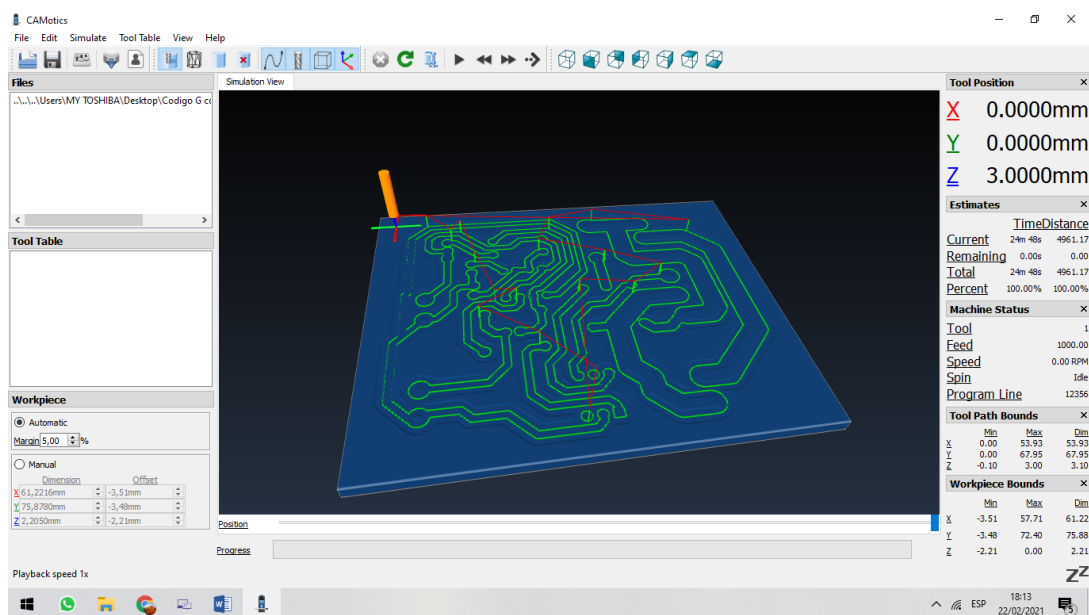 CAMotics
File Edit Simulate Tool Table View Help
Files
..\..\..\Users\MY TOSHIBA\Desktop\Codigo G co
Tool Table
Workpiece
Automatic
Margin 5,00 %
Manual
Dimension Offset
X 61,2216mm -3,51mm
Y 75,8780mm -3,48mm
Z 2,2050mm -2,21mm
Simulation View
Position
Progress
Tool Position
X 0.0000mm
Y 0.0000mm
Z 3.0000mm
Estimates
Time Distance
Current 24m 48s 4961.17
Remaining 0.00s 0.00
Total 24m 48s 4961.17
Percent 100.00% 100.00%
Machine Status
Tool 1
Feed 1000.00
Speed 0.00 RPM
Spin Idle
Program Line 12356
Tool Path Bounds
Min Max Dim
X 0.00 53.93 53.93
Y 0.00 67.95 67.95
Z -0.10 3.00 3.10
Workpiece Bounds
Min Max Dim
X -3.51 57.71 61.22
Y -3.48 72.40 75.88
Z -2.21 0.00 2.21
Playback speed 1x
zZ
ESP
18:13
22/02/2021